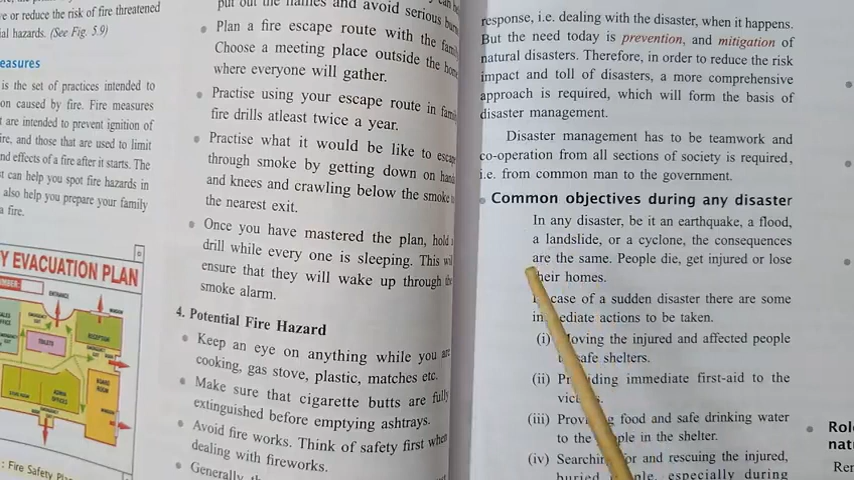 e or reduce the risk of fire threatened
ial hazards. (See Fig. 5.9)
easures
is the set of practices intended to
on caused by fire. Fire measures
t are intended to prevent ignition of
ire, and those that are used to limit
nd effects of a fire after it starts. The
t can help you spot fire hazards in
also help you prepare your family
a fire.
Y EVACUATION PLAN
NUMBER:
ENTRANCE
RECEPTION
TOILETS
: Fire Safety Pla
put out the names and avoid serious
Plan a fire escape route with the
Choose a meeting place outside the
where everyone will gather.
Practise using your escape route in
fire drills atleast twice a year.
Practise what it would be like to
through smoke by getting down on
and knees and crawling below the smoke
the nearest exit.
Once you have mastered the plan, hold
drill while every one is sleeping. This
ensure that they will wake up through
smoke alarm.
4. Potential Fire Hazard
Keep an eye on anything while you
cooking, gas stove, plastic, matches etc.
Make sure that cigarette butts are
extinguished before emptying ashtrays.
Avoid fire works. Think of safety first when
dealing with fireworks.
Generally
response, i.e. dealing with the disaster, when it happens.
But the need today is prevention, and mitigation of
natural disasters. Therefore, in order to reduce the risk
impact and toll of disasters, a more comprehensive
approach is required, which will form the basis of
disaster management.
Disaster management has to be teamwork and
co-operation from all sections of society is required,
i.e. from common man to the government.
Common objectives during any disaster
In any disaster, be it an earthquake, a flood,
a landslide, or a cyclone, the consequences
are the same. People die, get injured or lose
heir homes.
case of a sudden disaster there are some
ediate actions to be taken.
(i) oving the injured and affected people
safe shelters.
(ii) Pr iding immediate first-aid to the
vic
(iii) Prov food and safe drinking water
to the ple in the shelter.
(iv) Searchin and rescuing the injured,
buried ple, especially during
Rol
nat
Rer